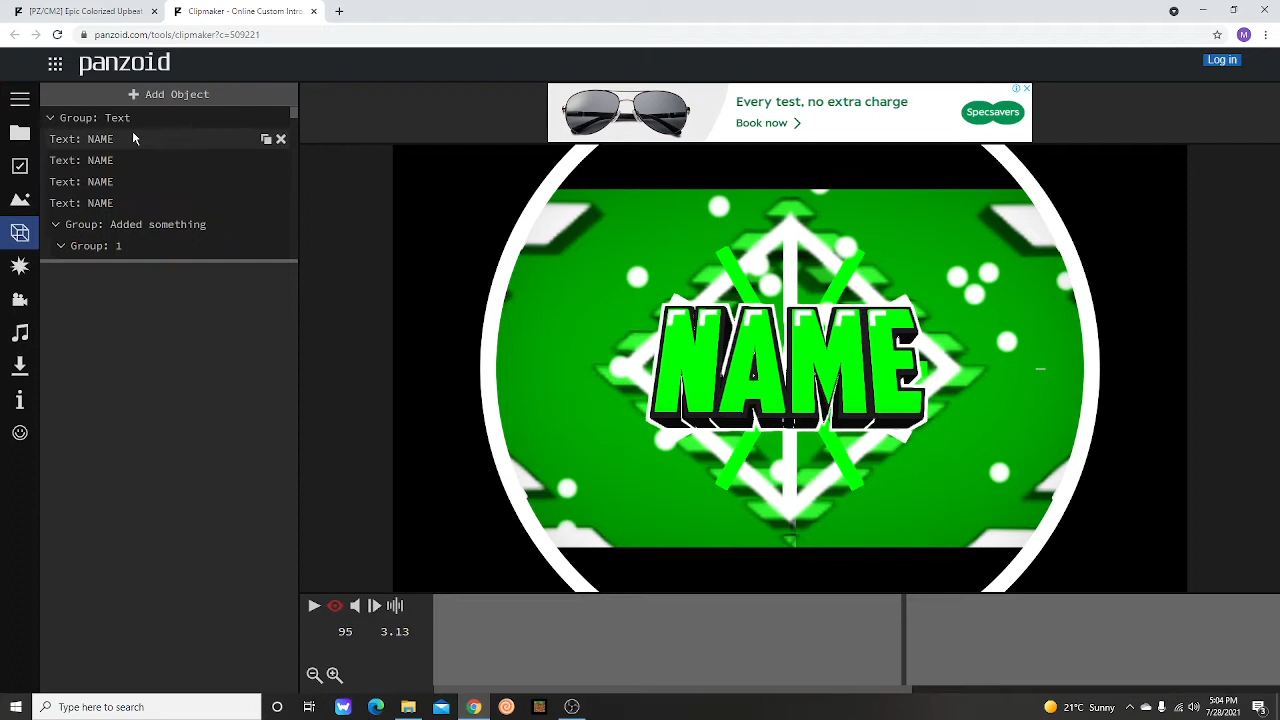 [PZ/CM2] Epic Colorized Upbeat
Clipmaker - Online Custom Intro
panzoid.com/tools/clipmaker?c=509221
M
panzoid
Log in
Add Object
Group: Text
Text: NAME
Text: NAME
Text: NAME
Text: NAME
Group: Added something
Group: 1
Every test, no extra charge
Book now
Specsavers
NAME
95 3.13
Type here to search
21°C Sunny
5:04 PM
7/28/2021